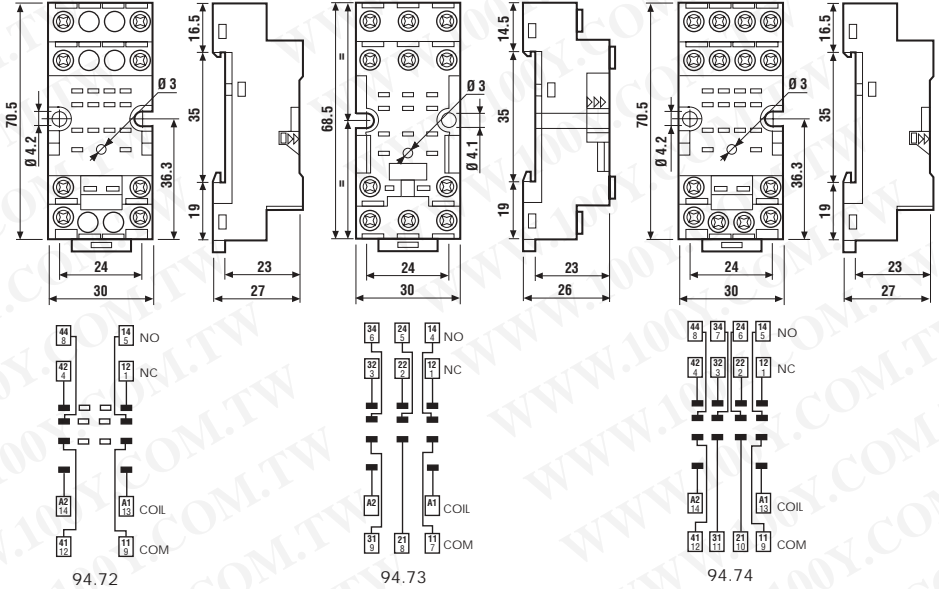 70.5
Ø 4.2
Ø 3
36.3
24
30
16.5
35
19
23
27
68.5
=
=
Ø 3
Ø 4.1
24
30
14.5
35
19
23
26
70.5
Ø 4.2
Ø 3
36.3
24
30
16.5
35
19
23
27
44 8
14 5
NO
42 4
12 1
NC
A2 14
A1 13
COIL
41 12
11 9
COM
94.72
34 6
24 5
14 4
NO
32 3
22 2
12 1
NC
A2
A1
COIL
31 9
21 8
11 7
COM
94.73
44 8
34 7
24 6
14 5
NO
42 4
32 3
22 2
12 1
NC
A2 14
A1 13
COIL
41 12
31 11
21 10
11 9
COM
94.74
WWW.100Y.COM.TW